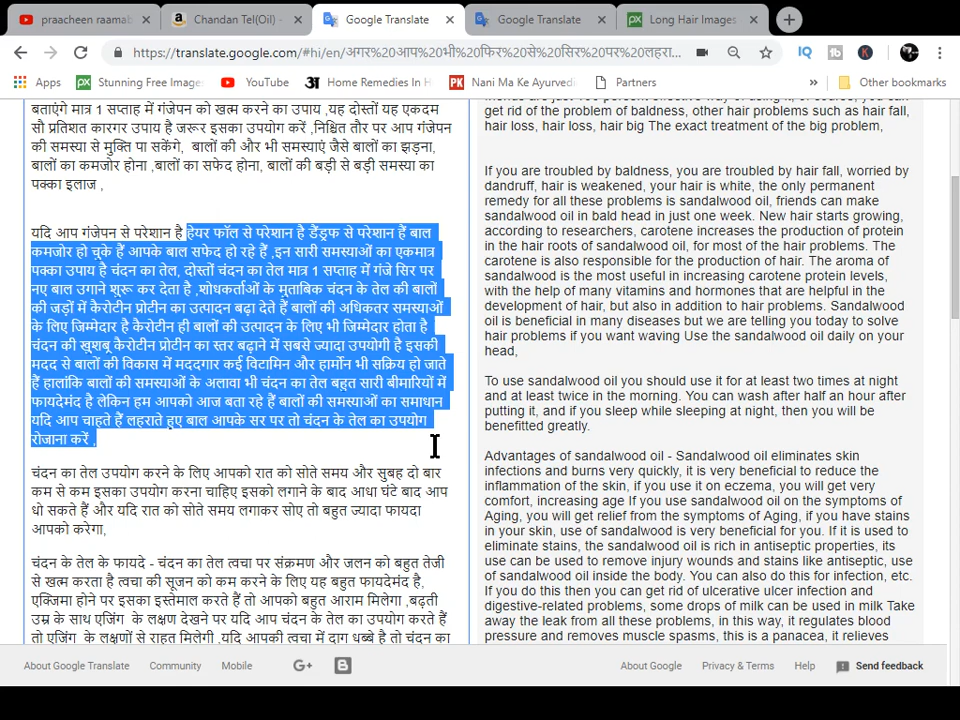 praacheen raamab
Chandan Tel(Oil) -
Google Translate
Google Translate
Long Hair Images
https://translate.google.com/#hi/en/अगर%20आप%20भी%20फिर%20से%20सिर%20पर%20लहरा...
IQ
tb
K
Apps
Stunning Free Images
YouTube
Home Remedies In H
Nani Ma Ke Ayurvedi
Partners
»
Other bookmarks
बताएंगे मात्र 1 सप्ताह में गंजेपन को खत्म करने का उपाय ,यह दोस्तों यह एकदम
सौ प्रतिशत कारगर उपाय है जरूर इसका उपयोग करें ,निश्चित तौर पर आप गंजेपन
की समस्या से मुक्ति पा सकेंगे,  बालों की और भी समस्याएं जैसे बालों का झड़ना,
बालों का कमजोर होना ,बालों का सफेद होना, बालों की बड़ी से बड़ी समस्या का
पक्का इलाज ,
यदि आप गंजेपन से परेशान है हेयर फॉल से परेशान है डेंड्रफ से परेशान हैं बाल
कमजोर हो चुके हैं आपके बाल सफेद हो रहे हैं ,इन सारी समस्याओं का एकमात्र
पक्का उपाय है चंदन का तेल, दोस्तों चंदन का तेल मात्र 1 सप्ताह में गंजे सिर पर
नए बाल उगाने शुरू कर देता है ,शोधकर्ताओं के मुताबिक चंदन के तेल की बालों
की जड़ों में कैरोटीन प्रोटीन का उत्पादन बढ़ा देते हैं बालों की अधिकतर समस्याओं
के लिए जिम्मेदार है कैरोटीन ही बालों की उत्पादन के लिए भी जिम्मेदार होता है
चंदन की खुशबू कैरोटीन प्रोटीन का स्तर बढ़ाने में सबसे ज्यादा उपयोगी है इसकी
मदद से बालों की विकास में मददगार कई विटामिन और हार्मोन भी सक्रिय हो जाते
हैं हालांकि बालों की समस्याओं के अलावा भी चंदन का तेल बहुत सारी बीमारियों में
फायदेमंद है लेकिन हम आपको आज बता रहे हैं बालों की समस्याओं का समाधान
यदि आप चाहते हैं लहराते हुए बाल आपके सर पर तो चंदन के तेल का उपयोग
रोजाना करें ,
चंदन का तेल उपयोग करने के लिए आपको रात को सोते समय और सुबह दो बार
कम से कम इसका उपयोग करना चाहिए इसको लगाने के बाद आधा घंटे बाद आप
धो सकते हैं और यदि रात को सोते समय लगाकर सोए तो बहुत ज्यादा फायदा
आपको करेगा,
चंदन के तेल के फायदे - चंदन का तेल त्वचा पर संक्रमण और जलन को बहुत तेजी
से खत्म करता है त्वचा की सूजन को कम करने के लिए यह बहुत फायदेमंद है,
एक्जिमा होने पर इसका इस्तेमाल करते हैं तो आपको बहुत आराम मिलेगा ,बढ़ती
उम्र के साथ एजिंग  के लक्षण देखने पर यदि आप चंदन का उपयोग करते हैं
तो एजिंग  के लक्षणों से राहत मिलेगी ,यदि आपकी त्वचा में दाग धब्बे है तो चंदन का
get rid of the problem of baldness, other hair problems such as hair fall,
hair loss, hair loss, hair big The exact treatment of the big problem,
If you are troubled by baldness, you are troubled by hair fall, worried by
dandruff, hair is weakened, your hair is white, the only permanent
remedy for all these problems is sandalwood oil, friends can make
sandalwood oil in bald head in just one week. New hair starts growing,
according to researchers, carotene increases the production of protein
in the hair roots of sandalwood oil, for most of the hair problems. The
carotene is also responsible for the production of hair. The aroma of
sandalwood is the most useful in increasing carotene protein levels,
with the help of many vitamins and hormones that are helpful in the
development of hair, but also in addition to hair problems. Sandalwood
oil is beneficial in many diseases but we are telling you today to solve
hair problems if you want waving Use the sandalwood oil daily on your
head,
To use sandalwood oil you should use it for at least two times at night
and at least twice in the morning. You can wash after half an hour after
putting it, and if you sleep while sleeping at night, then you will be
benefitted greatly.
Advantages of sandalwood oil - Sandalwood oil eliminates skin
infections and burns very quickly, it is very beneficial to reduce the
inflammation of the skin, if you use it on eczema, you will get very
comfort, increasing age If you use sandalwood oil on the symptoms of
Aging, you will get relief from the symptoms of Aging, if you have stains
in your skin, use of sandalwood is very beneficial for you. If it is used to
eliminate stains, the sandalwood oil is rich in antiseptic properties, its
use can be used to remove injury wounds and stains like antiseptic, use
of sandalwood oil inside the body. You can also do this for infection, etc.
If you do this then you can get rid of ulcerative ulcer infection and
digestive-related problems, some drops of milk can be used in milk Take
away the leak from all these problems, in this way, it regulates blood
pressure and removes muscle spasms, this is a panacea, it relieves
About Google Translate
Community
Mobile
G+
About Google
Privacy & Terms
Help
Send feedback